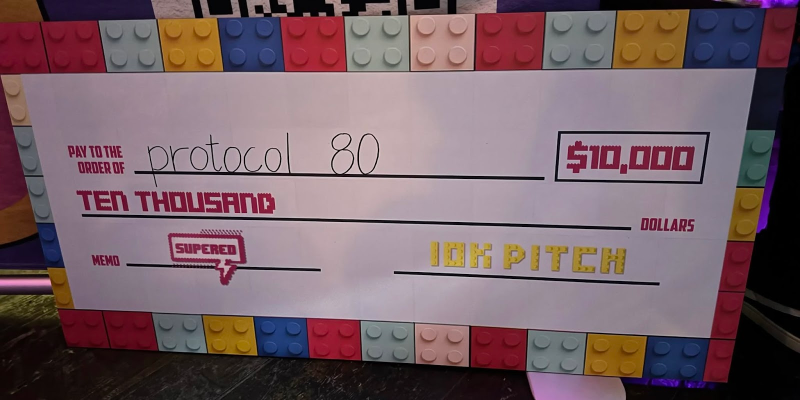 PAY TO THE ORDER OF protocol 80 $10,000
TEN THOUSAND DOLLARS
MEMO SUPERED 10K PITCH